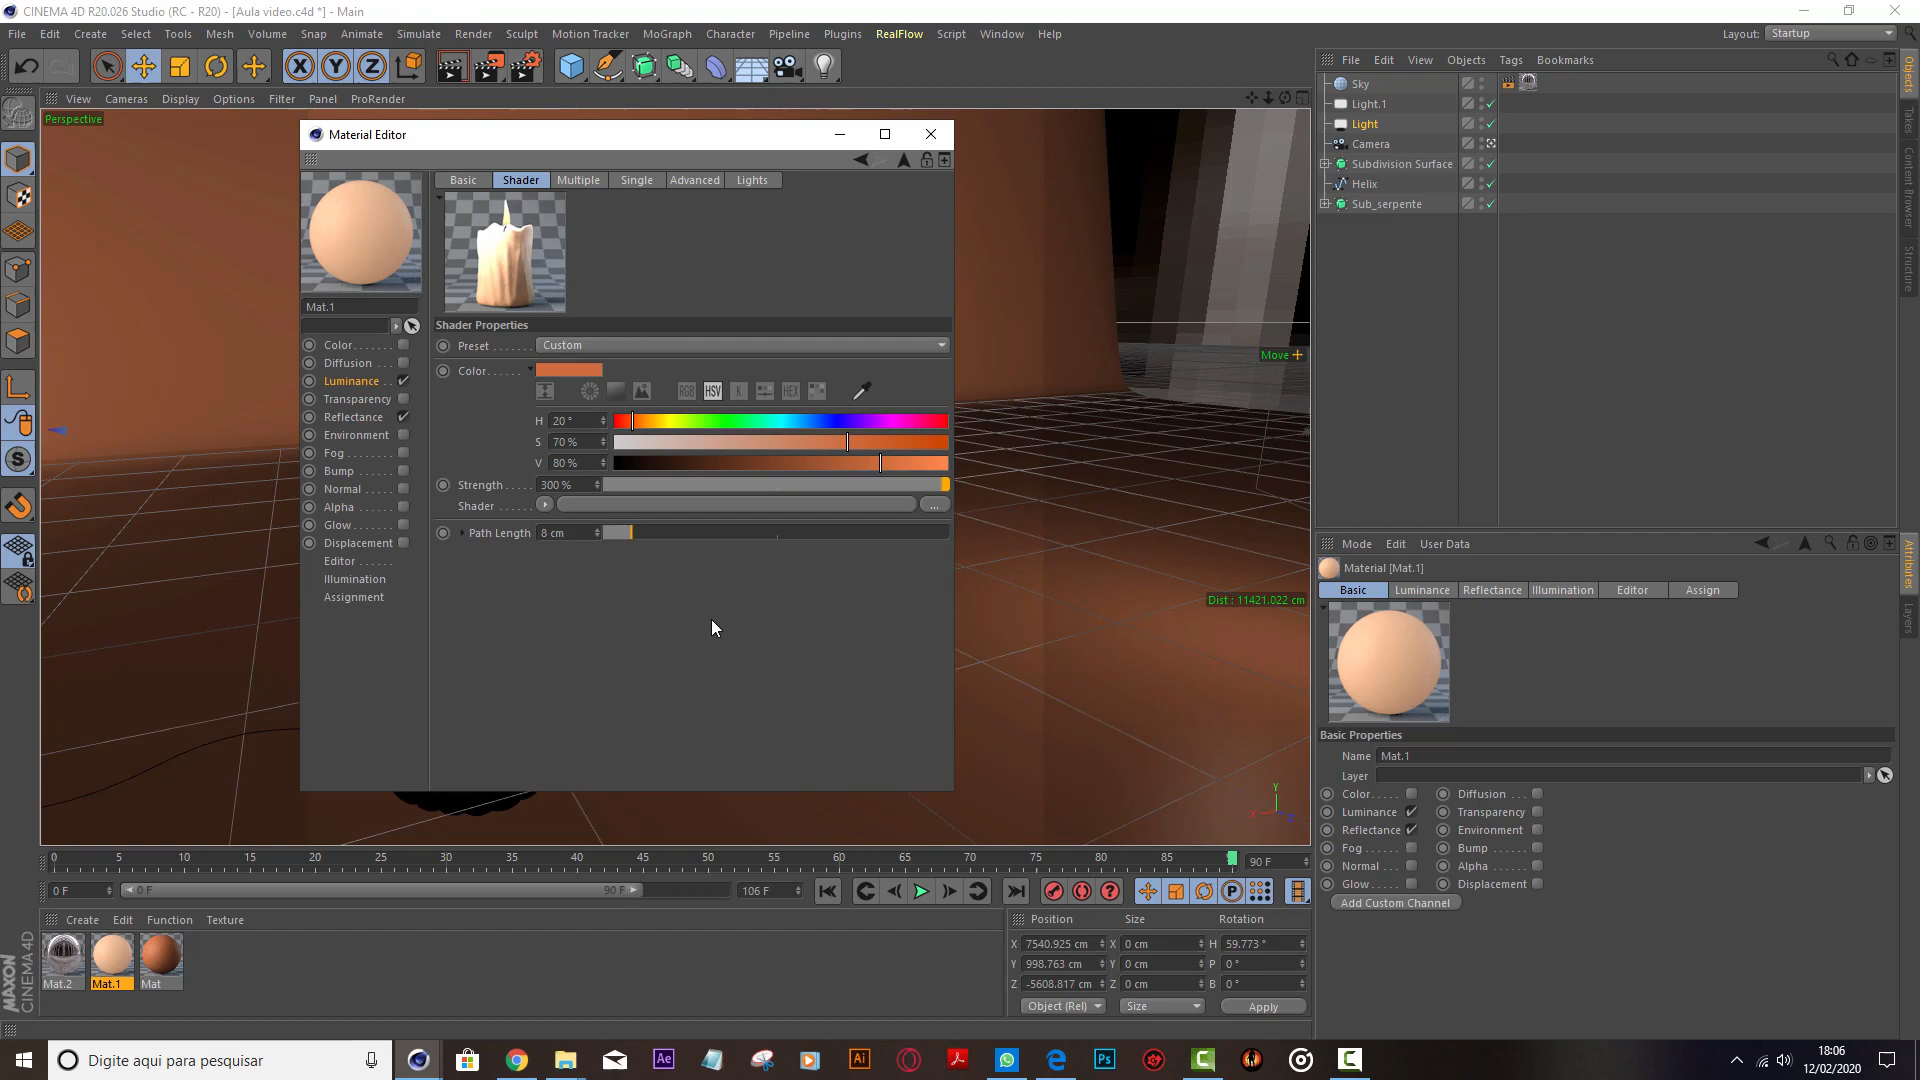 CINEMA 4D R20.026 Studio (RC - R20) - [Aula video.c4d *] - Main
File Edit Create Select Tools Mesh Volume Snap Animate Simulate Render Sculpt Motion Tracker MoGraph Character Pipeline Plugins RealFlow Script Window Help
Layout: Startup
X Y Z
File Edit View Objects Tags Bookmarks
View Cameras Display Options Filter Panel ProRender
Perspective
Sky
Light.1
Light
Camera
Subdivision Surface
Helix
Sub_serpente
Objects
Takes
Content Browser
Structure
Material Editor
Basic Shader Multiple Single Advanced Lights
Mat.1
Color
Diffusion
Luminance
Transparency
Reflectance
Environment
Fog
Bump
Normal
Alpha
Glow
Displacement
Editor
Illumination
Assignment
Shader Properties
Preset Custom
Color
RGB HSV K HEX
H 20 °
S 70 %
V 80 %
Strength 300 %
Shader ...
Path Length 8 cm
Move
Dist : 11421.022 cm
Y
X
Mode Edit User Data
Material [Mat.1]
Basic Luminance Reflectance Illumination Editor Assign
Basic Properties
Name Mat.1
Layer
Color Diffusion
Luminance Transparency
Reflectance Environment
Fog Bump
Normal Alpha
Glow Displacement
Add Custom Channel
Attributes
Layers
0 5 10 15 20 25 30 35 40 45 50 55 60 65 70 75 80 85 90 F
0 F 0 F 90 F 106 F
P
Create Edit Function Texture
Mat.2 Mat.1 Mat
MAXON CINEMA 4D
Position Size Rotation
X 7540.925 cm X 0 cm H 59.773 °
Y 998.763 cm Y 0 cm P 0 °
Z -5608.817 cm Z 0 cm B 0 °
Object (Rel) Size Apply
Digite aqui para pesquisar
Ae
Ai
Ps
18:06
12/02/2020